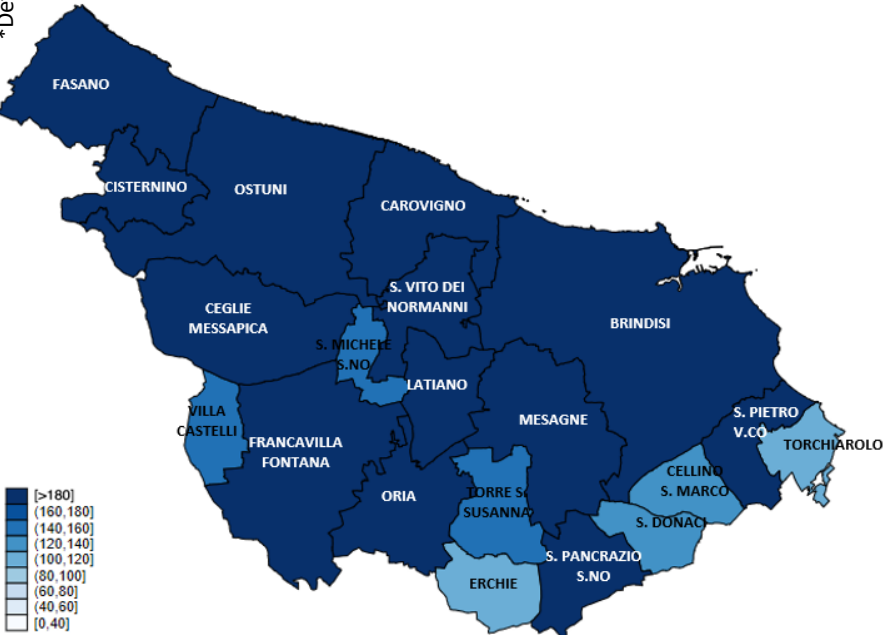 *De
FASANO
CISTERNINO
OSTUNI
CAROVIGNO
S. VITO DEI
NORMANNI
CEGLIE
MESSAPICA
BRINDISI
S. MICHELE
S.NO
LATIANO
VILLA
CASTELLI
MESAGNE
S. PIETRO
V.CO
TORCHIAROLO
FRANCAVILLA
FONTANA
CELLINO
S. MARCO
ORIA
TORRE S.
SUSANNA
S. DONACI
S. PANCRAZIO
S.NO
ERCHIE
[>180]
(160,180]
(140,160]
(120,140]
(100,120]
(80,100]
(60,80]
(40,60]
[0,40]